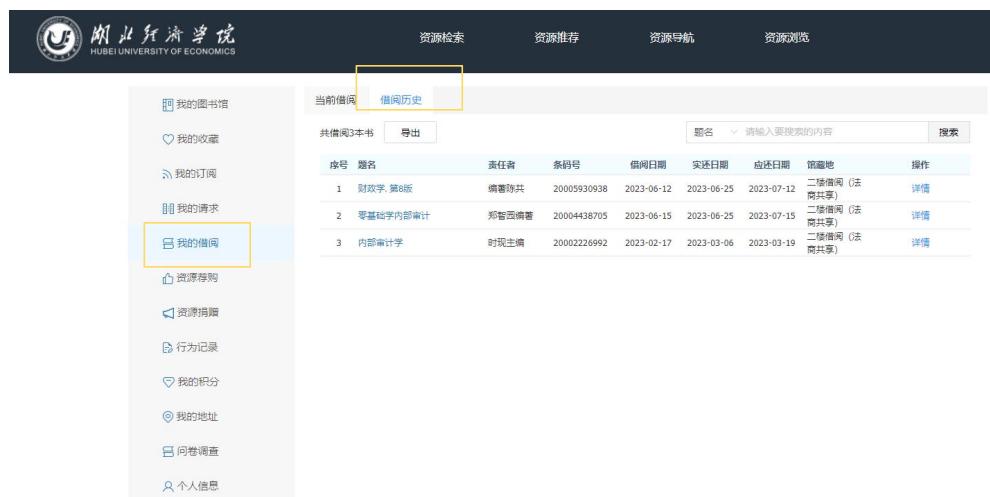 湖北经济学院
HUBEI UNIVERSITY OF ECONOMICS
资源检索 资源推荐 资源导航 资源浏览
我的图书馆
我的收藏
我的订阅
我的请求
我的借阅
资源荐购
资源捐赠
行为记录
我的积分
我的地址
问卷调查
个人信息
当前借阅 借阅历史
共借阅3本书 导出 题名 请输入要搜索的内容 搜索
序号 题名 责任者 条码号 借阅日期 实还日期 应还日期 馆藏地 操作
1 财政学. 第8版 编著陈共 20005930938 2023-06-12 2023-06-25 2023-07-12 二楼借阅（法商共享） 详情
2 零基础学内部审计 郑智园编著 20004438705 2023-06-15 2023-06-25 2023-07-15 二楼借阅（法商共享） 详情
3 内部审计学 时现主编 20002226992 2023-02-17 2023-03-06 2023-03-19 二楼借阅（法商共享） 详情